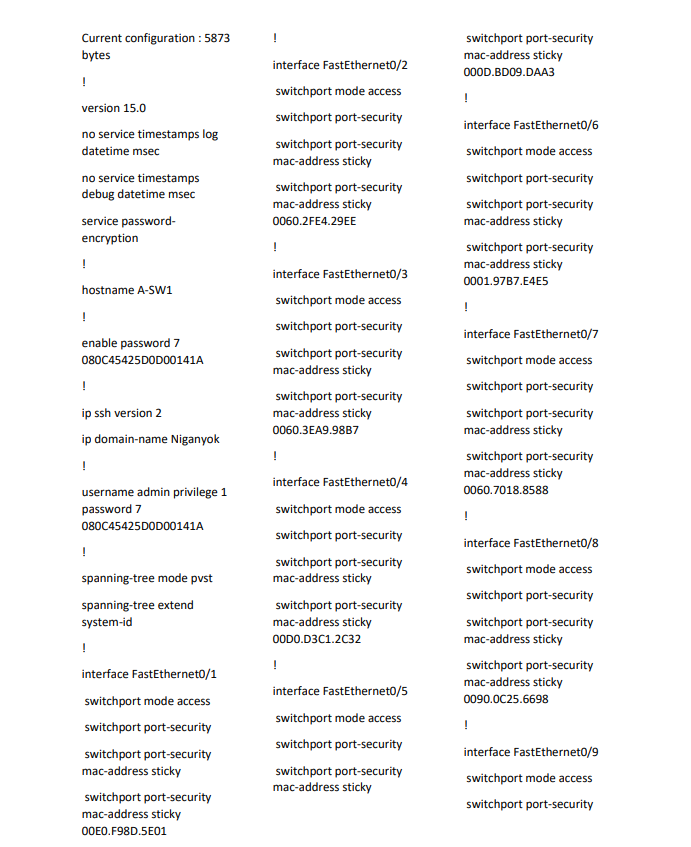 Current configuration : 5873
bytes
!
version 15.0
no service timestamps log
datetime msec
no service timestamps
debug datetime msec
service password-
encryption
!
hostname A-SW1
!
enable password 7
080C45425D0D00141A
!
ip ssh version 2
ip domain-name Niganyok
!
username admin privilege 1
password 7
080C45425D0D00141A
!
spanning-tree mode pvst
spanning-tree extend
system-id
!
interface FastEthernet0/1
switchport mode access
switchport port-security
switchport port-security
mac-address sticky
switchport port-security
mac-address sticky
00E0.F98D.5E01
!
interface FastEthernet0/2
switchport mode access
switchport port-security
switchport port-security
mac-address sticky
switchport port-security
mac-address sticky
0060.2FE4.29EE
!
interface FastEthernet0/3
switchport mode access
switchport port-security
switchport port-security
mac-address sticky
switchport port-security
mac-address sticky
0060.3EA9.98B7
!
interface FastEthernet0/4
switchport mode access
switchport port-security
switchport port-security
mac-address sticky
switchport port-security
mac-address sticky
00D0.D3C1.2C32
!
interface FastEthernet0/5
switchport mode access
switchport port-security
switchport port-security
mac-address sticky
switchport port-security
mac-address sticky
000D.BD09.DAA3
!
interface FastEthernet0/6
switchport mode access
switchport port-security
switchport port-security
mac-address sticky
switchport port-security
mac-address sticky
0001.97B7.E4E5
!
interface FastEthernet0/7
switchport mode access
switchport port-security
switchport port-security
mac-address sticky
switchport port-security
mac-address sticky
0060.7018.8588
!
interface FastEthernet0/8
switchport mode access
switchport port-security
switchport port-security
mac-address sticky
switchport port-security
mac-address sticky
0090.0C25.6698
!
interface FastEthernet0/9
switchport mode access
switchport port-security